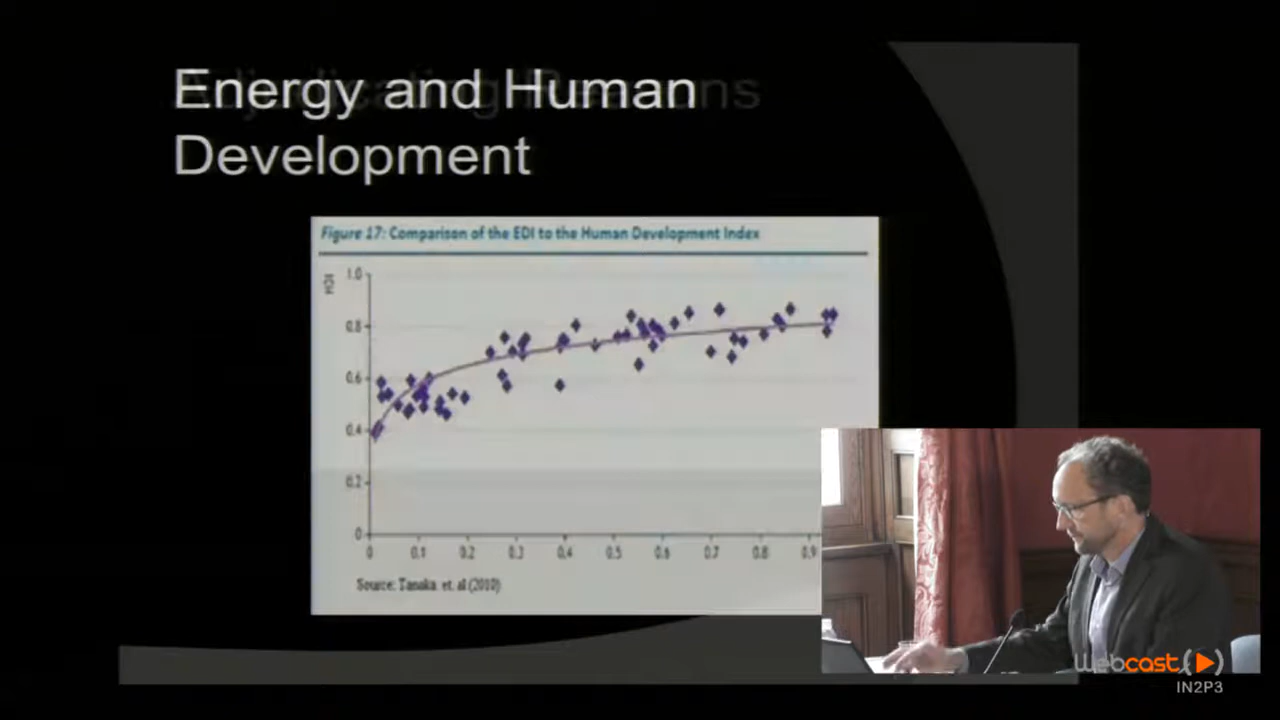 Energy and Human
Development
Adjudicating Reasons
Figure 17: Comparison of the EDI to the Human Development Index
HDI
1.0
0.8
0.6
0.4
0.2
0
0 0.1 0.2 0.3 0.4 0.5 0.6 0.7 0.8 0.9
Source: Tanaka. et. al (2010)
webcast
IN2P3